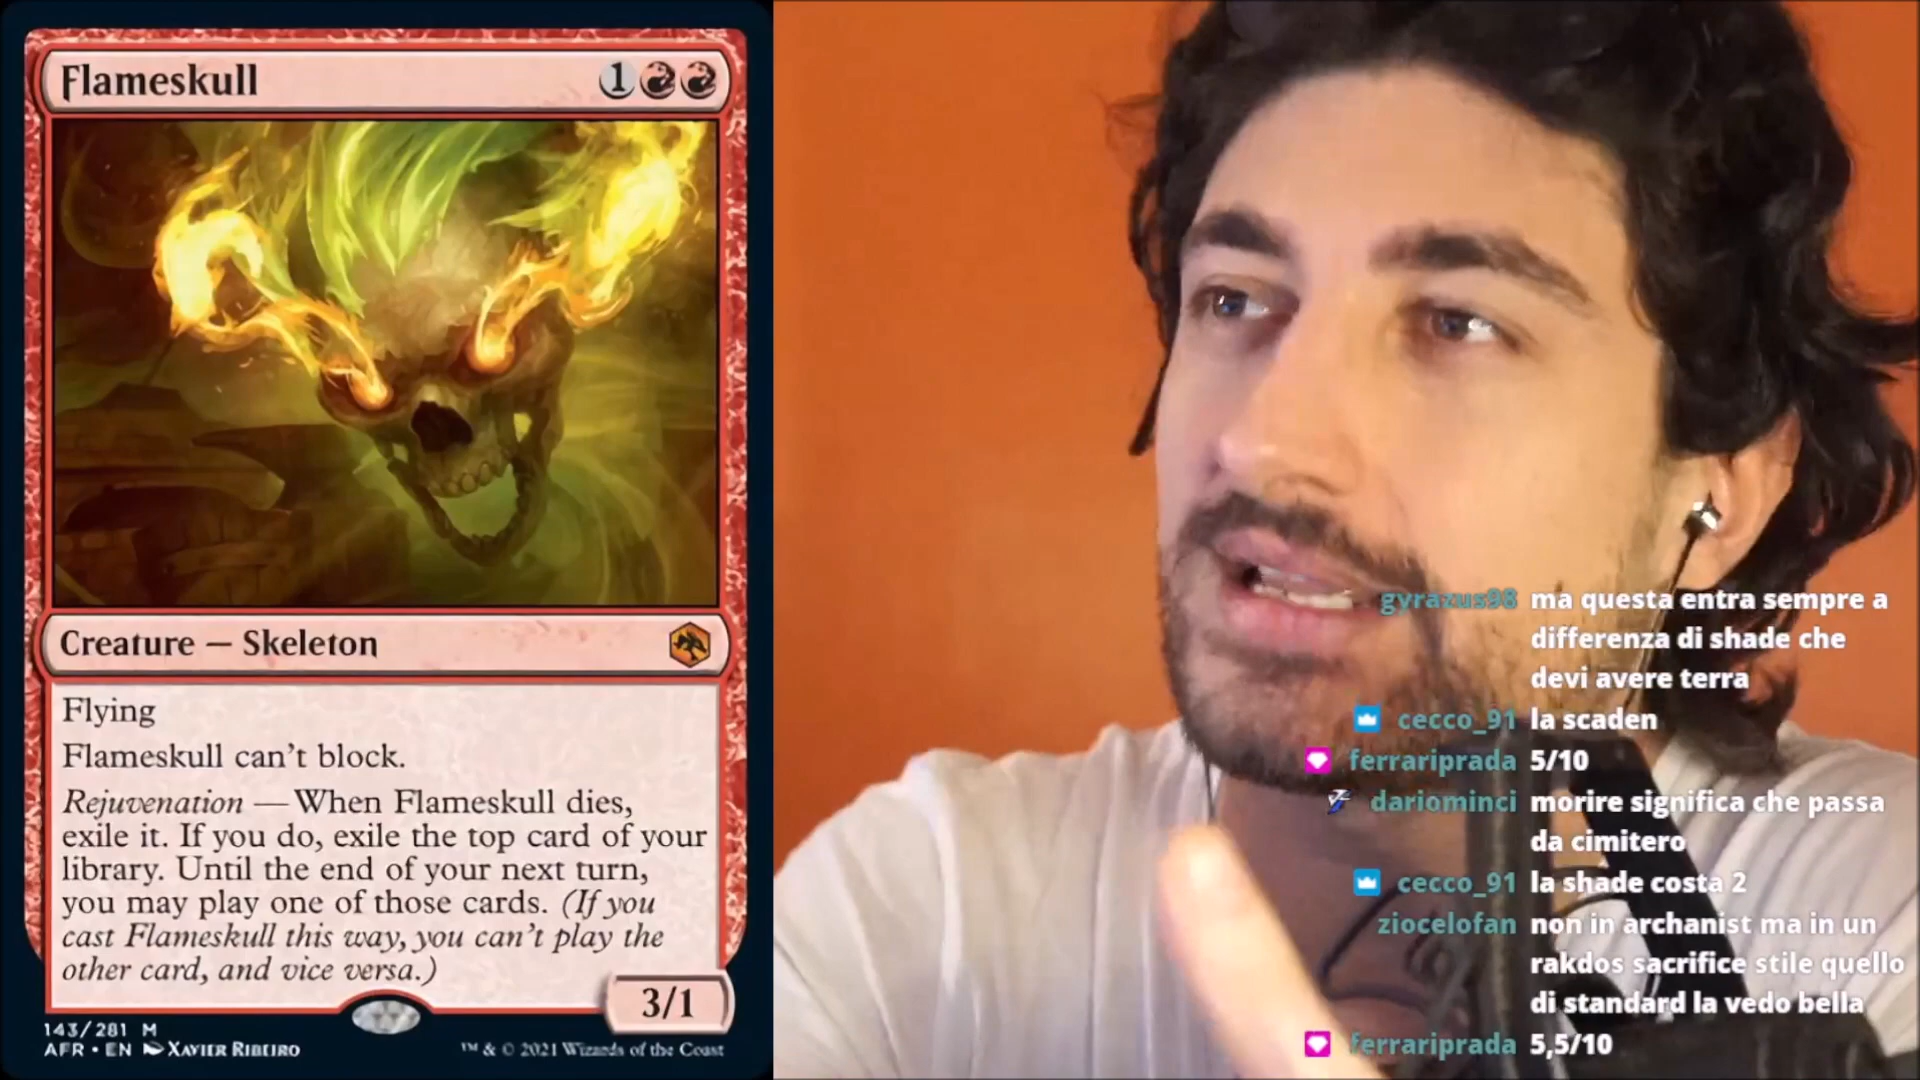 Flameskull
1
Creature — Skeleton
Flying
Flameskull can't block.
Rejuvenation — When Flameskull dies,
exile it. If you do, exile the top card of your
library. Until the end of your next turn,
you may play one of those cards. (If you
cast Flameskull this way, you can't play the
other card, and vice versa.)
3/1
143/281 M
AFR • EN XAVIER RIBEIRO
™ & © 2021 Wizards of the Coast
gyrazus98 ma questa entra sempre a
differenza di shade che
devi avere terra
cecco_91 la scaden
ferrariprada 5/10
dariominci morire significa che passa
da cimitero
cecco_91 la shade costa 2
ziocelofan non in archanist ma in un
rakdos sacrifice stile quello
di standard la vedo bella
ferrariprada 5,5/10